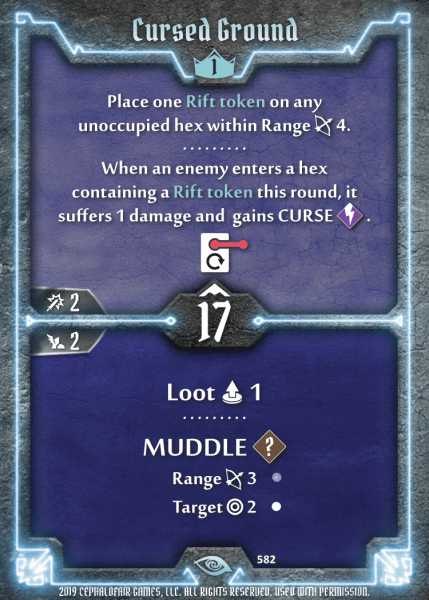 Cursed Ground
1
Place one Rift token on any
unoccupied hex within Range 4.
.........
When an enemy enters a hex
containing a Rift token this round, it
suffers 1 damage and gains CURSE .
2
17
2
Loot 1
.........
MUDDLE ?
Range 3
Target 2
582
2019 CEPHALOFAIR GAMES, LLC. ALL RIGHTS RESERVED. USED WITH PERMISSION.